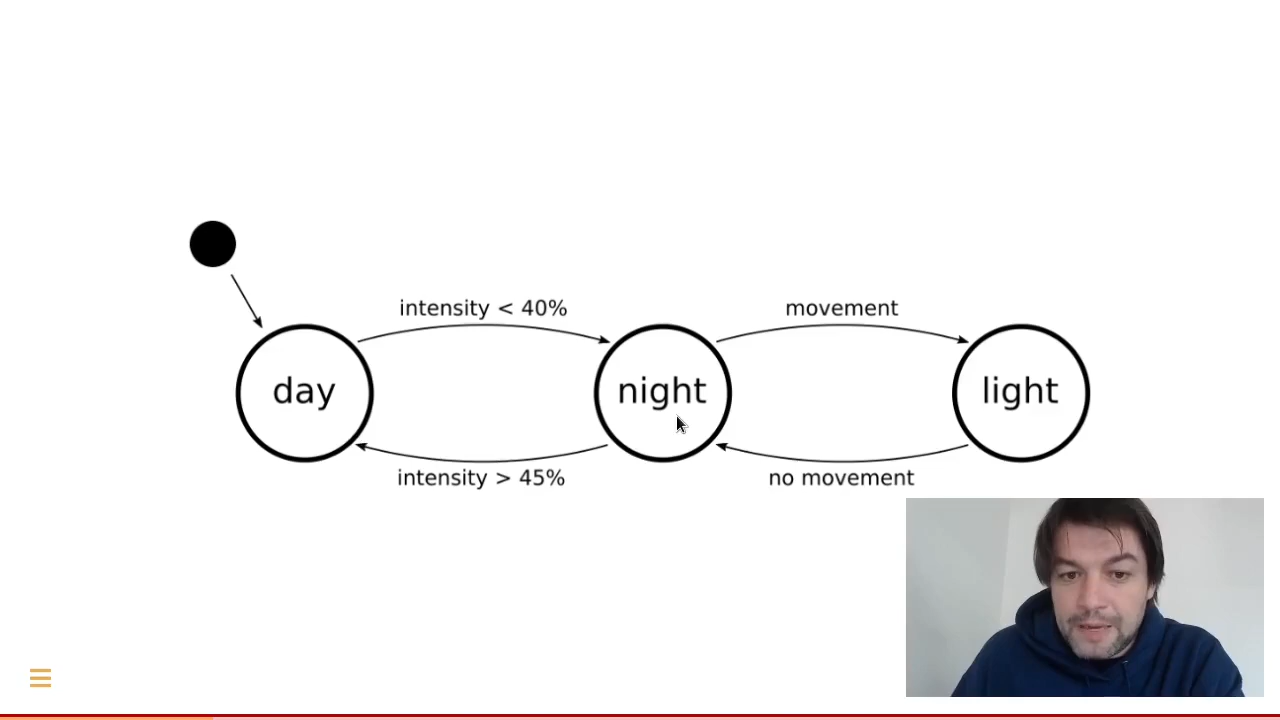 intensity < 40%
movement
day
night
light
intensity > 45%
no movement